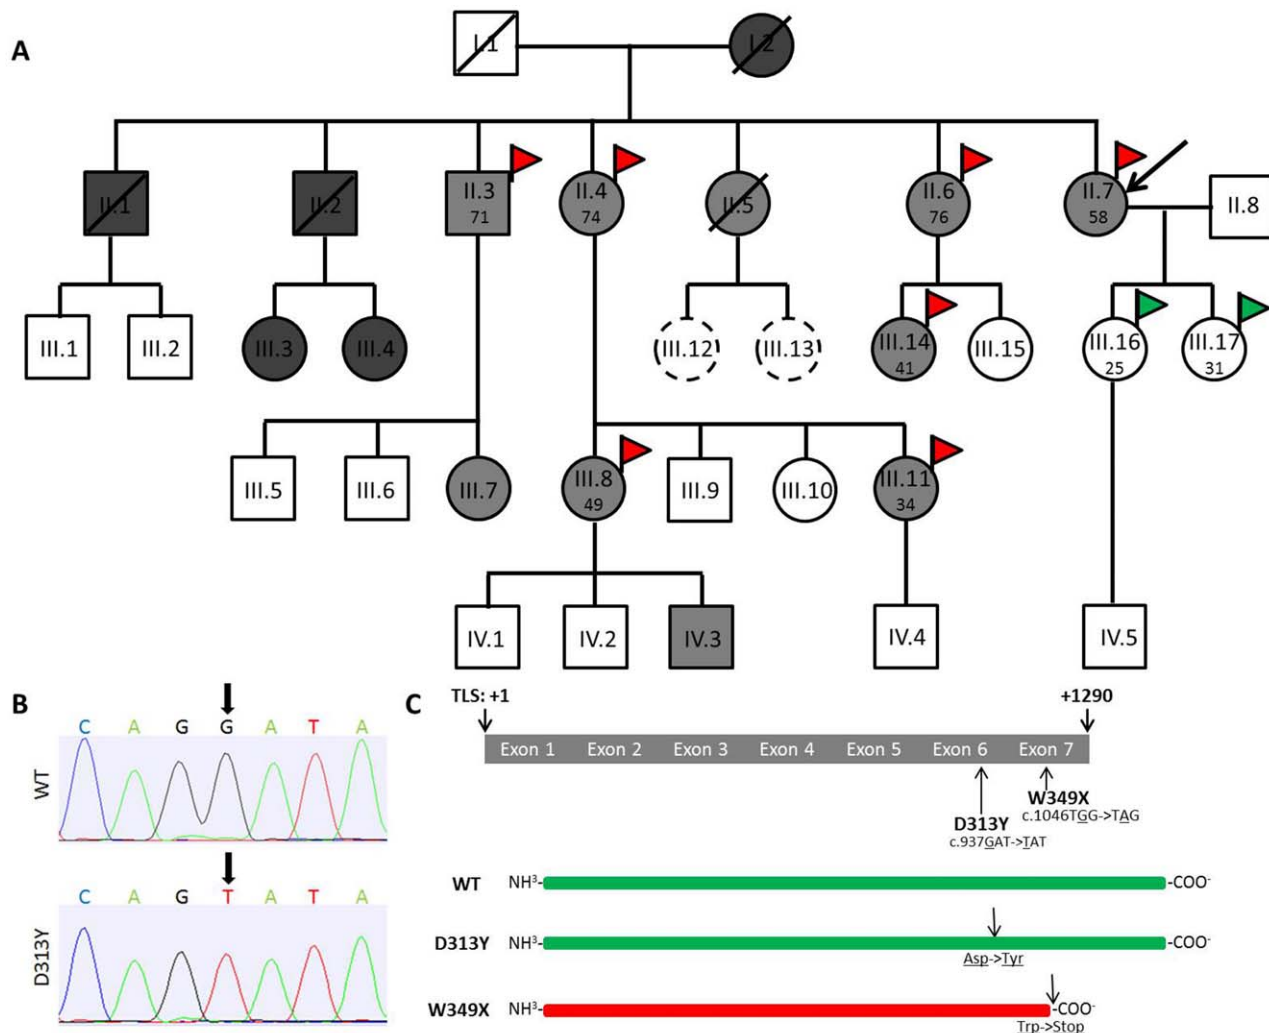 A
I.1
I.2
II.1
II.2
II.3
71
II.4
74
II.5
II.6
76
II.7
58
II.8
III.1
III.2
III.3
III.4
III.12
III.13
III.14
41
III.15
III.16
25
III.17
31
III.5
III.6
III.7
III.8
49
III.9
III.10
III.11
34
IV.1
IV.2
IV.3
IV.4
IV.5
B
C A G G A T A
WT
C A G T A T A
D313Y
C
TLS: +1
+1290
Exon 1 Exon 2 Exon 3 Exon 4 Exon 5 Exon 6 Exon 7
W349X
c.1046TGG->TAG
D313Y
c.937GAT->TAT
WT NH³- -COO⁻
D313Y NH³- -COO⁻
Asp->Tyr
W349X NH³- -COO⁻
Trp->Stop